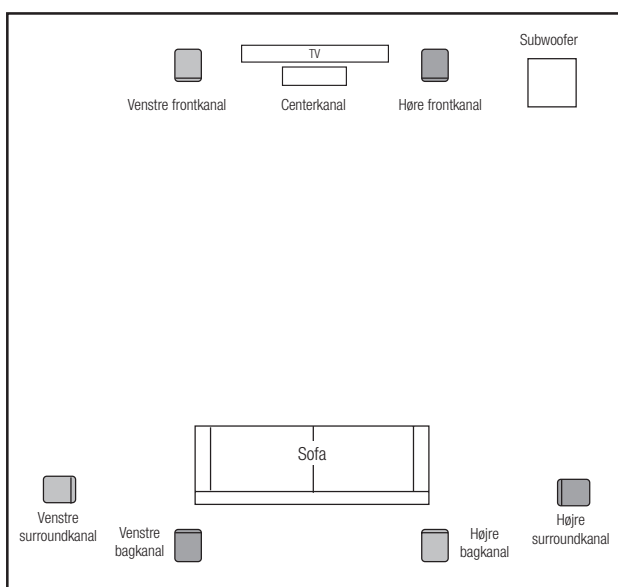 Subwoofer
TV
Venstre frontkanal
Centerkanal
Høre frontkanal
Sofa
Venstre
surroundkanal
Venstre
bagkanal
Højre
bagkanal
Højre
surroundkanal